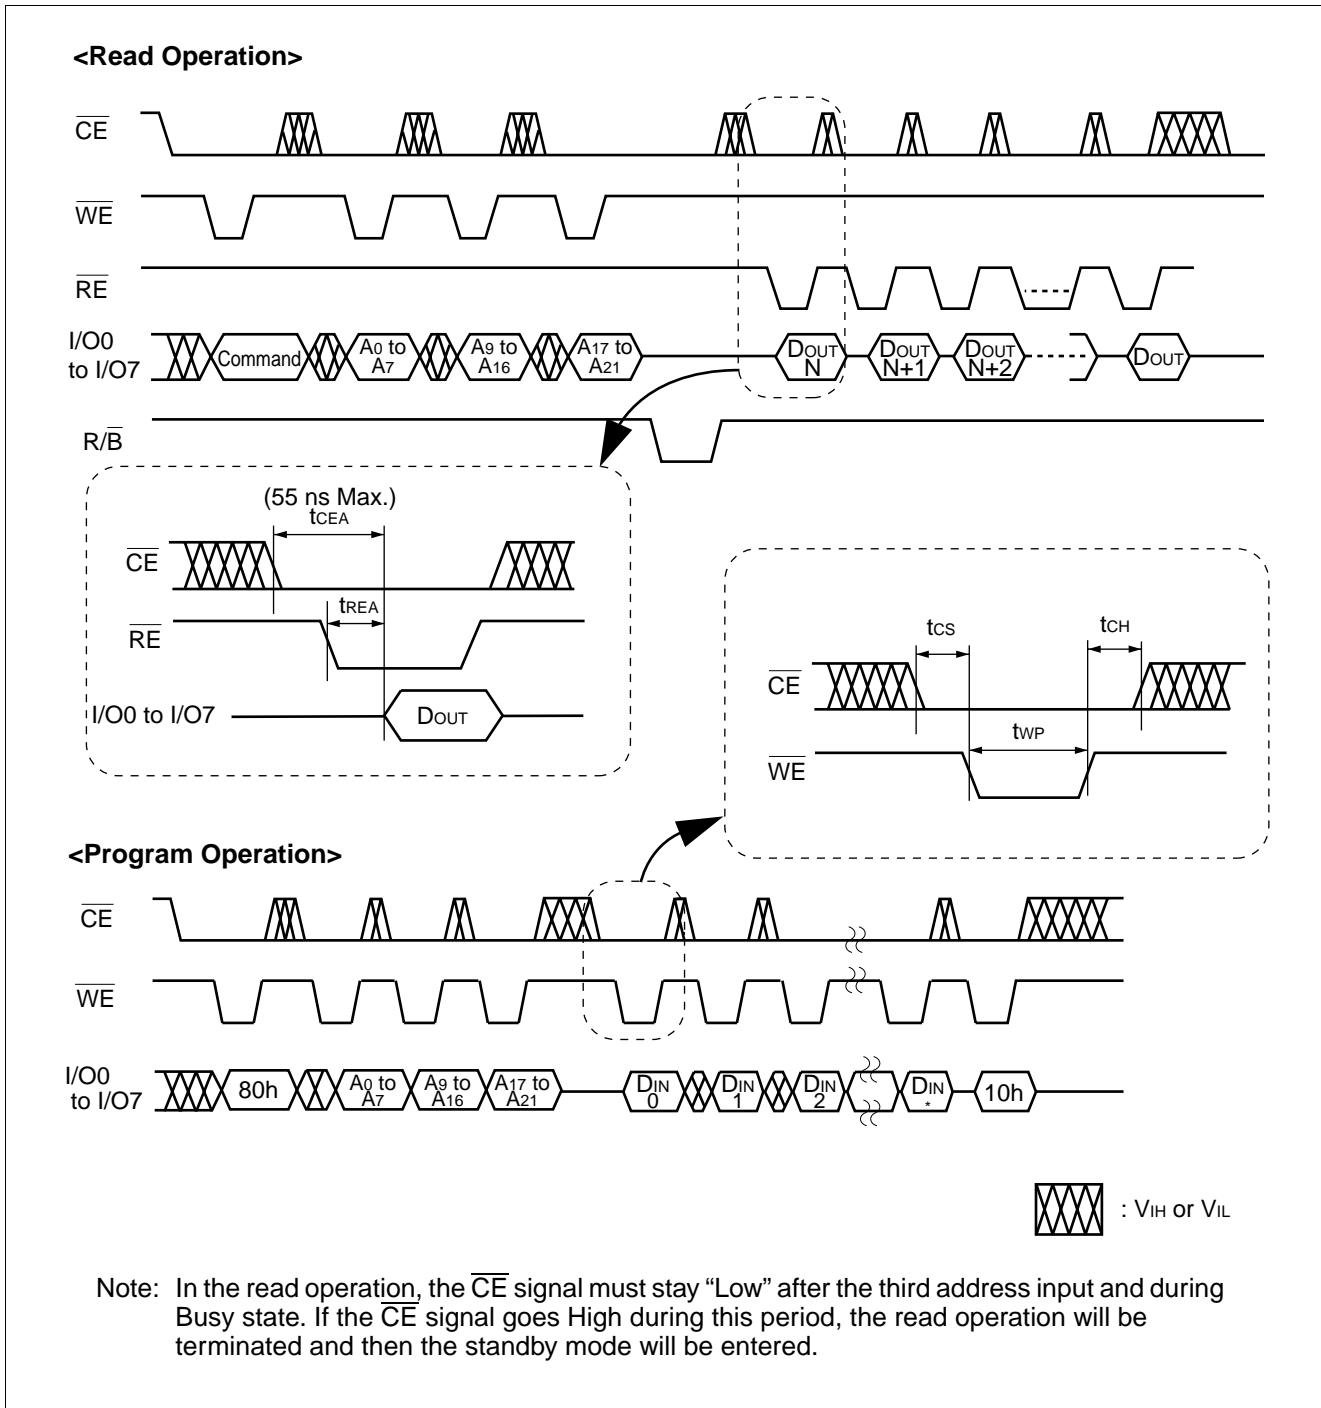 <Read Operation>
CE
WE
RE
I/O0
to I/O7
Command
A0 to
A7
A9 to
A16
A17 to
A21
DOUT
N
DOUT
N+1
DOUT
N+2
DOUT
R/B
(55 ns Max.)
tCEA
CE
tREA
RE
I/O0 to I/O7
DOUT
tCS
tCH
CE
tWP
WE
<Program Operation>
CE
WE
I/O0
to I/O7
80h
A0 to
A7
A9 to
A16
A17 to
A21
DIN
0
DIN
1
DIN
2
DIN
*
10h
: VIH or VIL
Note: In the read operation, the CE signal must stay “Low” after the third address input and during
Busy state. If the CE signal goes High during this period, the read operation will be
terminated and then the standby mode will be entered.